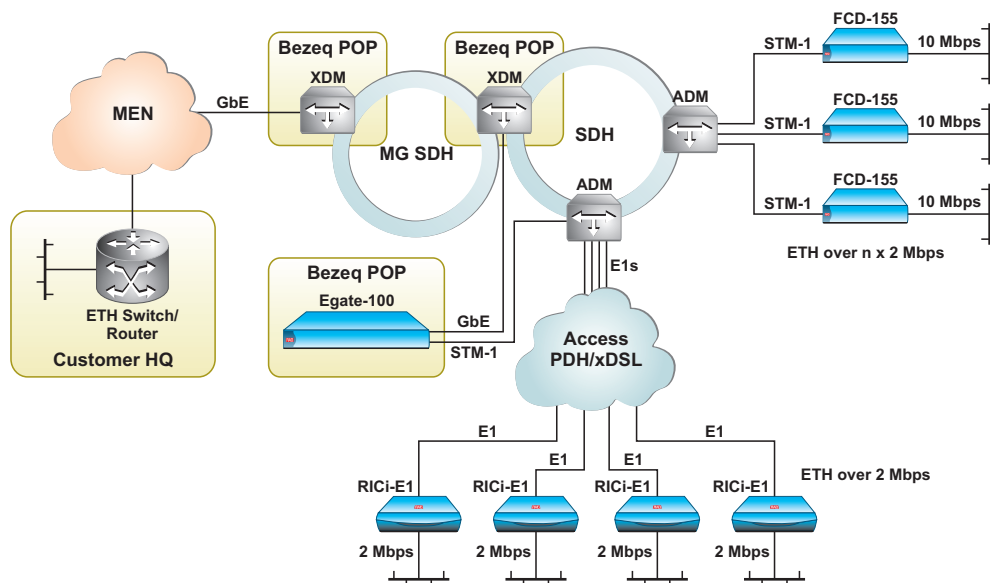 Bezeq POP
XDM
GbE
MEN
Bezeq POP
XDM
MG SDH
SDH
ADM
STM-1
FCD-155
10 Mbps
STM-1
FCD-155
10 Mbps
STM-1
FCD-155
10 Mbps
ETH over n x 2 Mbps
ADM
E1s
ETH Switch/
Router
Customer HQ
Bezeq POP
Egate-100
GbE
STM-1
Access
PDH/xDSL
E1
E1
E1
E1
ETH over 2 Mbps
RICi-E1
RICi-E1
RICi-E1
RICi-E1
2 Mbps
2 Mbps
2 Mbps
2 Mbps